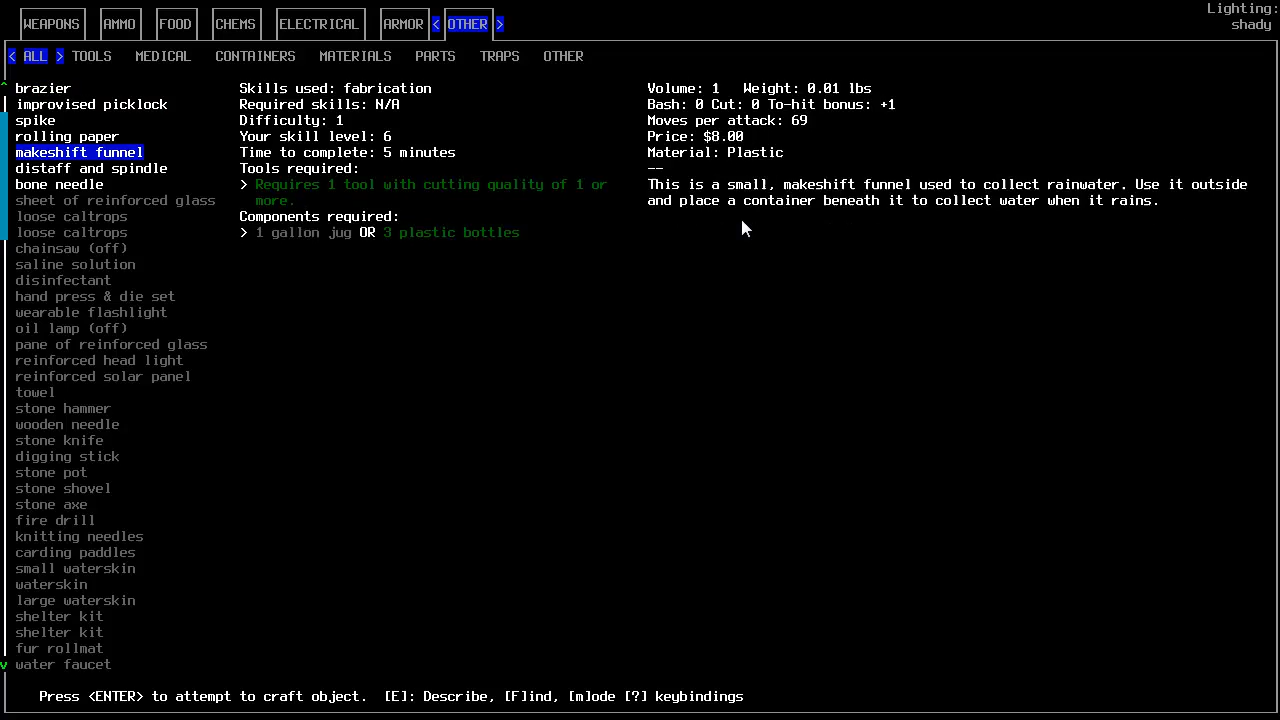 Lighting:
WEAPONS AMMO FOOD CHEMS ELECTRICAL ARMOR < OTHER > shady
< ALL > TOOLS MEDICAL CONTAINERS MATERIALS PARTS TRAPS OTHER
^ brazier Skills used: fabrication Volume: 1 Weight: 0.01 lbs
improvised picklock Required skills: N/A Bash: 0 Cut: 0 To-hit bonus: +1
spike Difficulty: 1 Moves per attack: 69
rolling paper Your skill level: 6 Price: $8.00
makeshift funnel Time to complete: 5 minutes Material: Plastic
distaff and spindle Tools required: --
bone needle > Requires 1 tool with cutting quality of 1 or This is a small, makeshift funnel used to collect rainwater. Use it outside
sheet of reinforced glass more. and place a container beneath it to collect water when it rains.
loose caltrops Components required:
loose caltrops > 1 gallon jug OR 3 plastic bottles
chainsaw (off)
saline solution
disinfectant
hand press & die set
wearable flashlight
oil lamp (off)
pane of reinforced glass
reinforced head light
reinforced solar panel
towel
stone hammer
wooden needle
stone knife
digging stick
stone pot
stone shovel
stone axe
fire drill
knitting needles
carding paddles
small waterskin
waterskin
large waterskin
shelter kit
shelter kit
fur rollmat
v water faucet
Press <ENTER> to attempt to craft object. [E]: Describe, [F]ind, [m]ode [?] keybindings